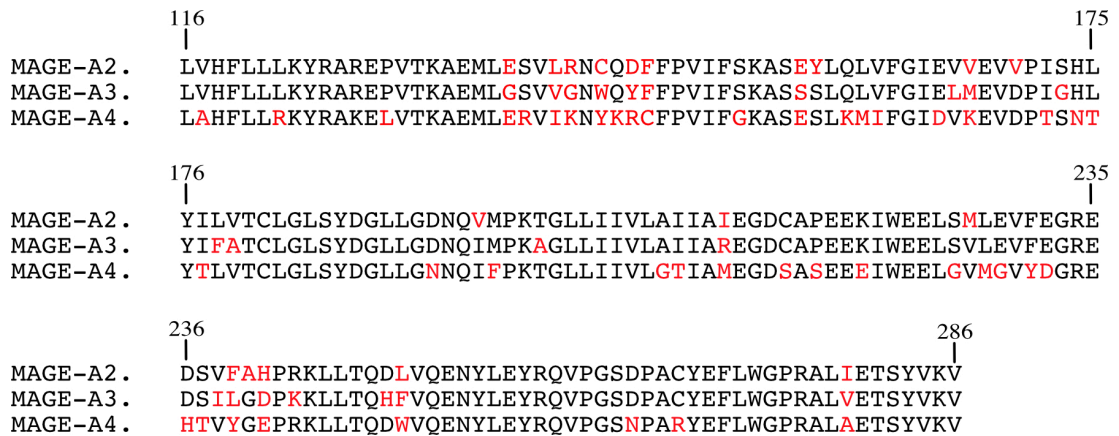 116 175
MAGE-A2. LVHFLLLKYRAREPVTKAEMLESVLRNCQDFFPVIFSKASEYLQLVFGIEVVEVVPISHL
MAGE-A3. LVHFLLLKYRAREPVTKAEMLGSVVGNWQYFFPVIFSKASSSLQLVFGIELMEVDPIGHL
MAGE-A4. LAHFLLRKYRAKELVTKAEMLERVIKNYKRCFPVIFGKASESLKMIFGIDVKEVDPTSNT
176 235
MAGE-A2. YILVTCLGLSYDGLLGDNQVMPKTGLLIIVLAIIAIEGDCAPEEKIWEELSMLEVFEGRE
MAGE-A3. YIFATCLGLSYDGLLGDNQIMPKAGLLIIVLAIIAREGDCAPEEKIWEELSVLEVFEGRE
MAGE-A4. YTLVTCLGLSYDGLLGNNQIFPKTGLLIIVLGTIAMEGDSASEEEIWEELGVMGVYDGRE
236 286
MAGE-A2. DSVFAHPRKLLTQDLVQENYLEYRQVPGSDPACYEFLWGPRALIETSYVKV
MAGE-A3. DSILGDPKKLLTQHFVQENYLEYRQVPGSDPACYEFLWGPRALVETSYVKV
MAGE-A4. HTVYGEPRKLLTQDWVQENYLEYRQVPGSNPARYEFLWGPRALAETSYVKV